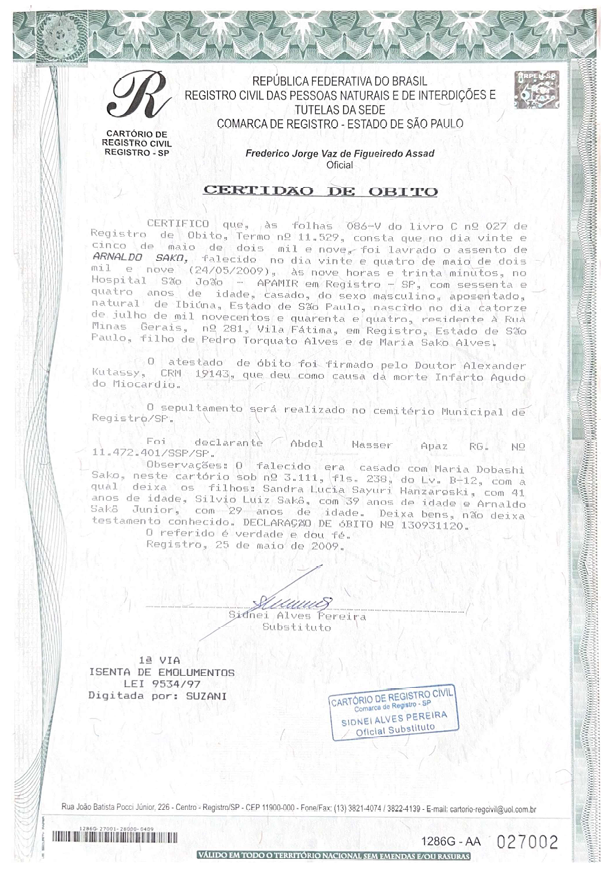 REPÚBLICA FEDERATIVA DO BRASIL
REGISTRO CIVIL DAS PESSOAS NATURAIS E DE INTERDIÇÕES E
TUTELAS DA SEDE
COMARCA DE REGISTRO - ESTADO DE SÃO PAULO
ARPEN-SP
R
CARTÓRIO DE
REGISTRO CIVIL
REGISTRO - SP
Frederico Jorge Vaz de Figueiredo Assad
Oficial
CERTIDÃO DE OBITO
CERTIFICO que, às folhas 086-V do livro C nº 027 de
Registro de Obito, Termo nº 11.529, consta que no dia vinte e
cinco de maio de dois mil e nove, foi lavrado o assento de
ARNALDO SAKO, falecido no dia vinte e quatro de maio de dois
mil e nove (24/05/2009), às nove horas e trinta minutos, no
Hospital São João - APAMIR em Registro - SP, com sessenta e
quatro anos de idade, casado, do sexo masculino, aposentado,
natural de Ibiúna, Estado de São Paulo, nascido no dia catorze
de julho de mil novecentos e quarenta e quatro, residente à Rua
Minas Gerais, nº 281, Vila Fátima, em Registro, Estado de São
Paulo, filho de Pedro Torquato Alves e de Maria Sako Alves.
O atestado de óbito foi firmado pelo Doutor Alexander
Kutassy, CRM 19143, que deu como causa da morte Infarto Agudo
do Miocardio.
O sepultamento será realizado no cemitério Municipal de
Registro/SP.
Foi declarante Abdel Nasser Apaz RG. Nº
11.472.401/SSP/SP.
Observações: O falecido era casado com Maria Dobashi
Sako, neste cartório sob nº 3.111, fls. 238, do Lv. B-12, com a
qual deixa os filhos: Sandra Lucia Sayuri Hanzaroski, com 41
anos de idade, Silvio Luiz Sakô, com 39 anos de idade e Arnaldo
Sakô Junior, com 29 anos de idade. Deixa bens, não deixa
testamento conhecido. DECLARAÇÃO DE ÓBITO Nº 130931120.
O referido é verdade e dou fé.
Registro, 25 de maio de 2009.
Sidnei Alves Pereira
Substituto
1ª VIA
ISENTA DE EMOLUMENTOS
LEI 9534/97
Digitada por: SUZANI
CARTÓRIO DE REGISTRO CIVIL
Comarca de Registro - SP
SIDNEI ALVES PEREIRA
Oficial Substituto
Rua João Batista Pocci Júnior, 226 - Centro - Registro/SP - CEP 11900-000 - Fone/Fax: (13) 3821-4074 / 3822-4139 - E-mail: cartorio-regcivil@uol.com.br
1286G-27001-28000-0409
1286G - AA 027002
VÁLIDO EM TODO O TERRITÓRIO NACIONAL SEM EMENDAS E/OU RASURAS